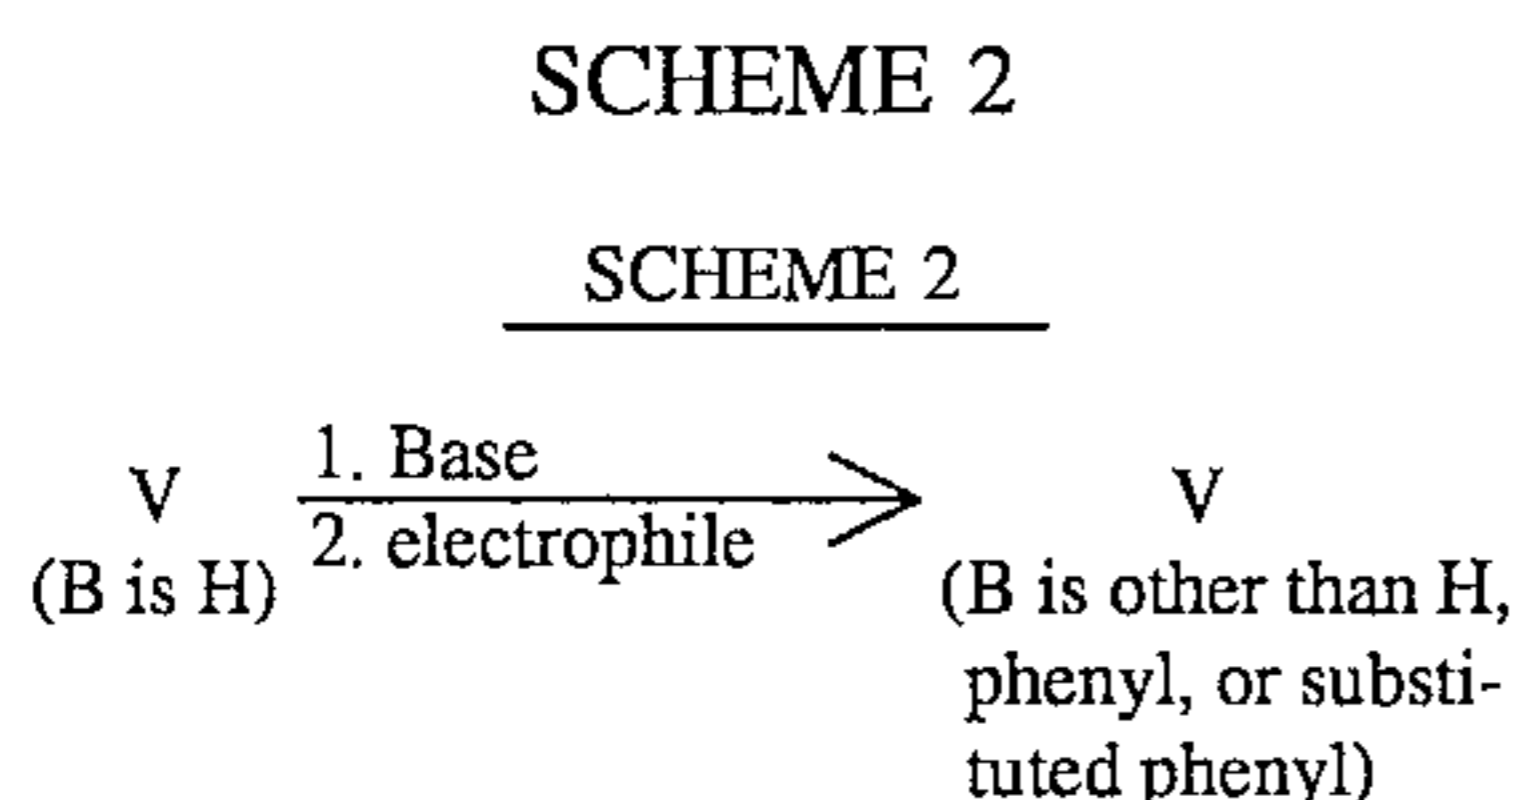 SCHEME 2
SCHEME 2
1. Base
V
V
2. electrophile
(B is H)
(B is other than H,
phenyl, or substi-
tuted phenyl)